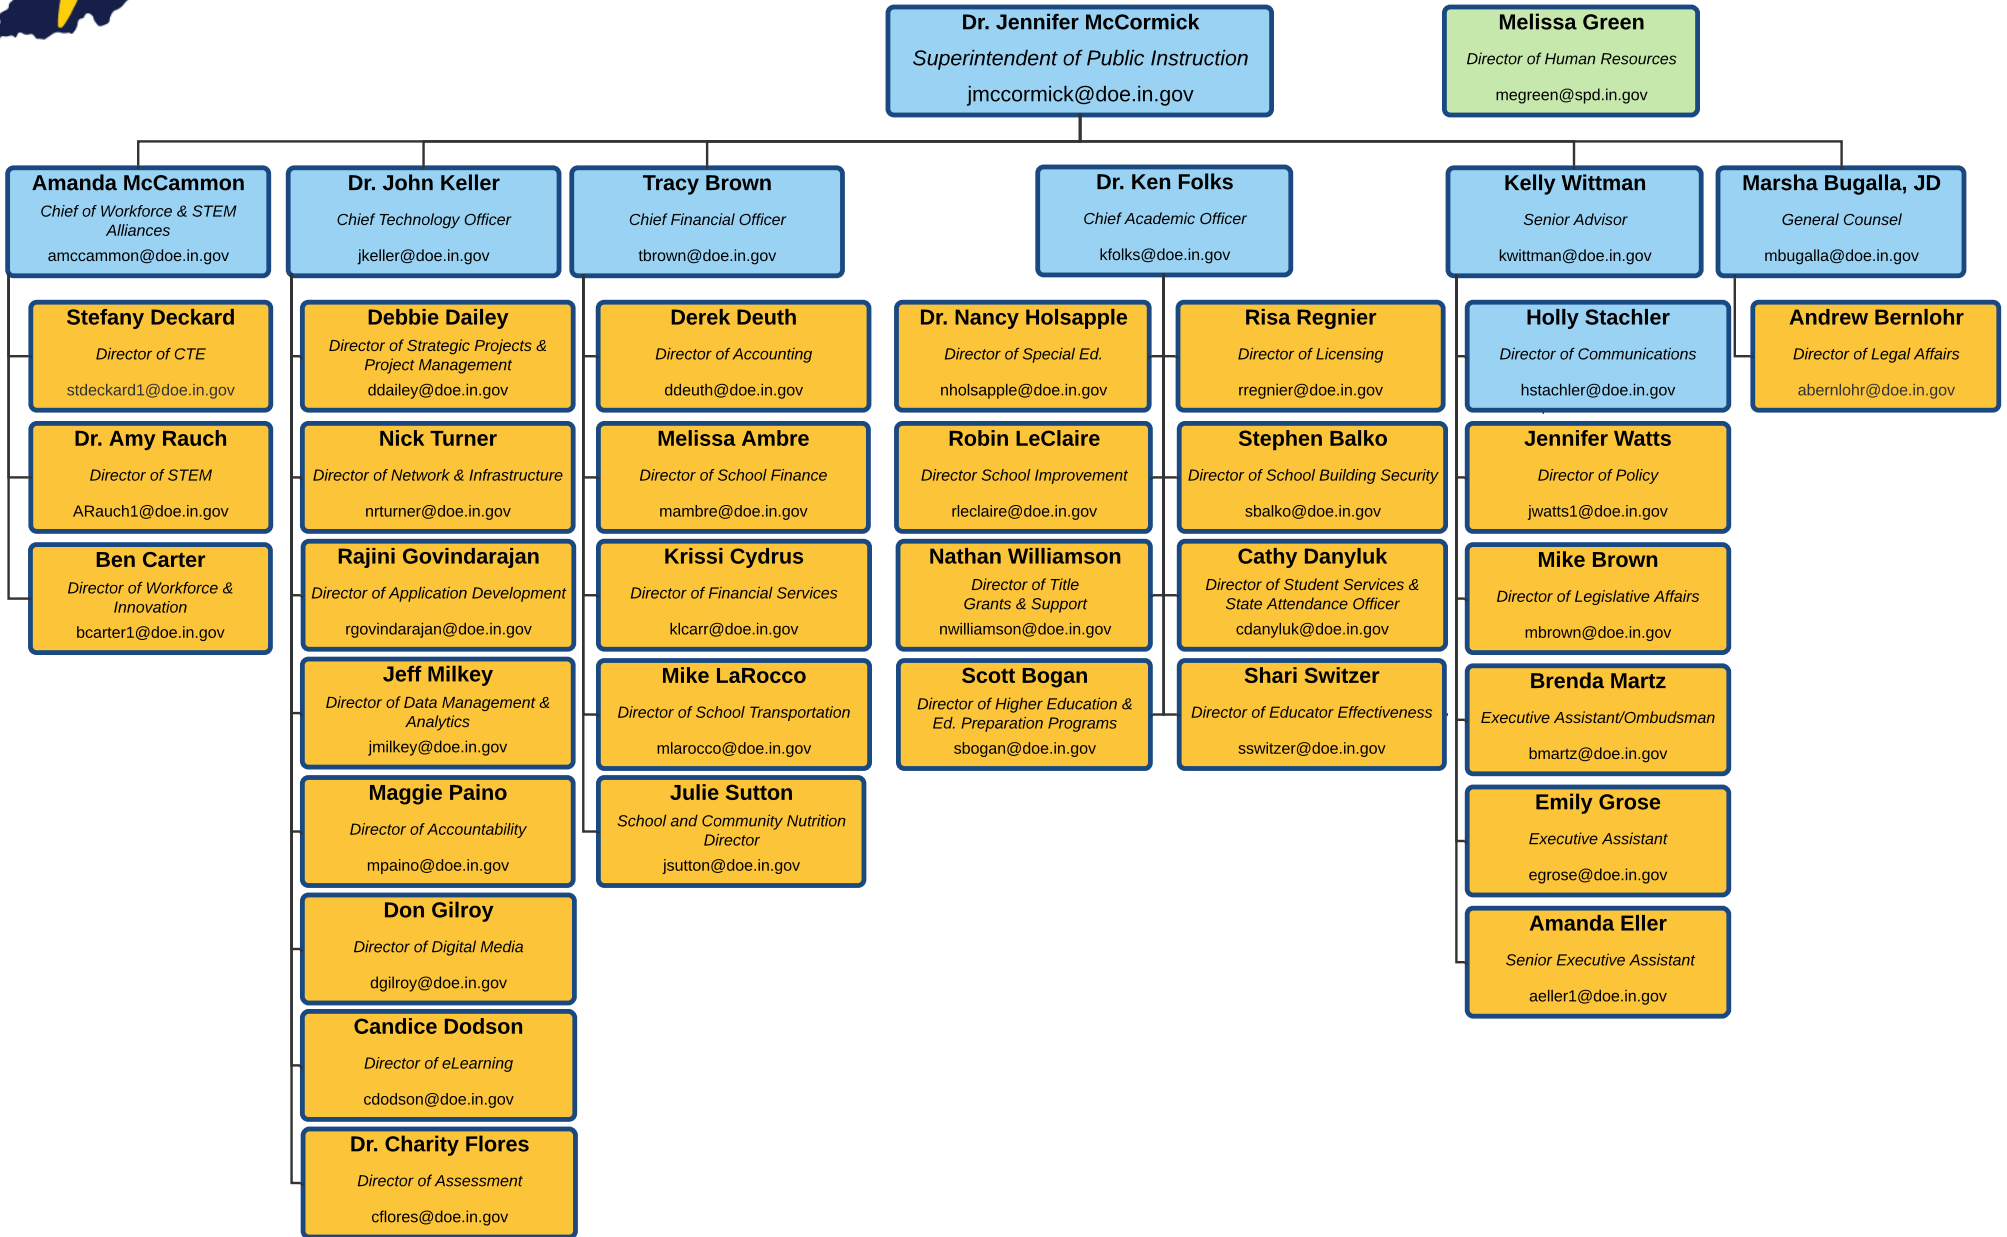 Dr. Jennifer McCormick
Superintendent of Public Instruction
jmccormick@doe.in.gov
Melissa Green
Director of Human Resources
megreen@spd.in.gov
Amanda McCammon
Chief of Workforce & STEM
Alliances
amccammon@doe.in.gov
Dr. John Keller
Chief Technology Officer
jkeller@doe.in.gov
Tracy Brown
Chief Financial Officer
tbrown@doe.in.gov
Dr. Ken Folks
Chief Academic Officer
kfolks@doe.in.gov
Kelly Wittman
Senior Advisor
kwittman@doe.in.gov
Marsha Bugalla, JD
General Counsel
mbugalla@doe.in.gov
Stefany Deckard
Director of CTE
stdeckard1@doe.in.gov
Dr. Amy Rauch
Director of STEM
ARauch1@doe.in.gov
Ben Carter
Director of Workforce &
Innovation
bcarter1@doe.in.gov
Debbie Dailey
Director of Strategic Projects &
Project Management
ddailey@doe.in.gov
Nick Turner
Director of Network & Infrastructure
nrturner@doe.in.gov
Rajini Govindarajan
Director of Application Development
rgovindarajan@doe.in.gov
Jeff Milkey
Director of Data Management &
Analytics
jmilkey@doe.in.gov
Maggie Paino
Director of Accountability
mpaino@doe.in.gov
Don Gilroy
Director of Digital Media
dgilroy@doe.in.gov
Candice Dodson
Director of eLearning
cdodson@doe.in.gov
Dr. Charity Flores
Director of Assessment
cflores@doe.in.gov
Derek Deuth
Director of Accounting
ddeuth@doe.in.gov
Melissa Ambre
Director of School Finance
mambre@doe.in.gov
Krissi Cydrus
Director of Financial Services
klcarr@doe.in.gov
Mike LaRocco
Director of School Transportation
mlarocco@doe.in.gov
Julie Sutton
School and Community Nutrition
Director
jsutton@doe.in.gov
Dr. Nancy Holsapple
Director of Special Ed.
nholsapple@doe.in.gov
Robin LeClaire
Director School Improvement
rleclaire@doe.in.gov
Nathan Williamson
Director of Title
Grants & Support
nwilliamson@doe.in.gov
Scott Bogan
Director of Higher Education &
Ed. Preparation Programs
sbogan@doe.in.gov
Risa Regnier
Director of Licensing
rregnier@doe.in.gov
Stephen Balko
Director of School Building Security
sbalko@doe.in.gov
Cathy Danyluk
Director of Student Services &
State Attendance Officer
cdanyluk@doe.in.gov
Shari Switzer
Director of Educator Effectiveness
sswitzer@doe.in.gov
Holly Stachler
Director of Communications
hstachler@doe.in.gov
Jennifer Watts
Director of Policy
jwatts1@doe.in.gov
Mike Brown
Director of Legislative Affairs
mbrown@doe.in.gov
Brenda Martz
Executive Assistant/Ombudsman
bmartz@doe.in.gov
Emily Grose
Executive Assistant
egrose@doe.in.gov
Amanda Eller
Senior Executive Assistant
aeller1@doe.in.gov
Andrew Bernlohr
Director of Legal Affairs
abernlohr@doe.in.gov